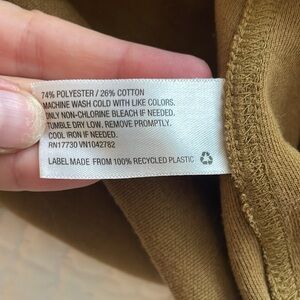 74% POLYESTER / 26% COTTON
MACHINE WASH COLD WITH LIKE COLORS.
ONLY NON-CHLORINE BLEACH IF NEEDED.
TUMBLE DRY LOW. REMOVE PROMPTLY.
COOL IRON IF NEEDED.
RN17730 VN1042782
LABEL MADE FROM 100% RECYCLED PLASTIC